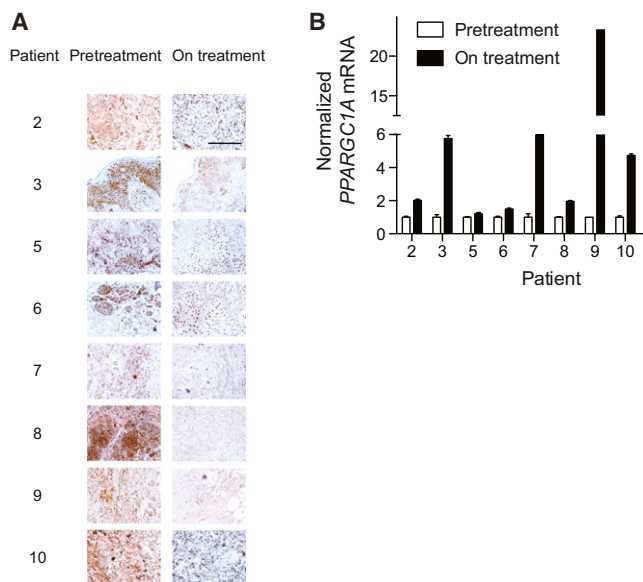 A
Patient Pretreatment On treatment
2
3
5
6
7
8
9
10
B
Normalized
PPARGC1A mRNA
Pretreatment
On treatment
20
10
6
4
2
0
2 3 5 6 7 8 9 10
Patient